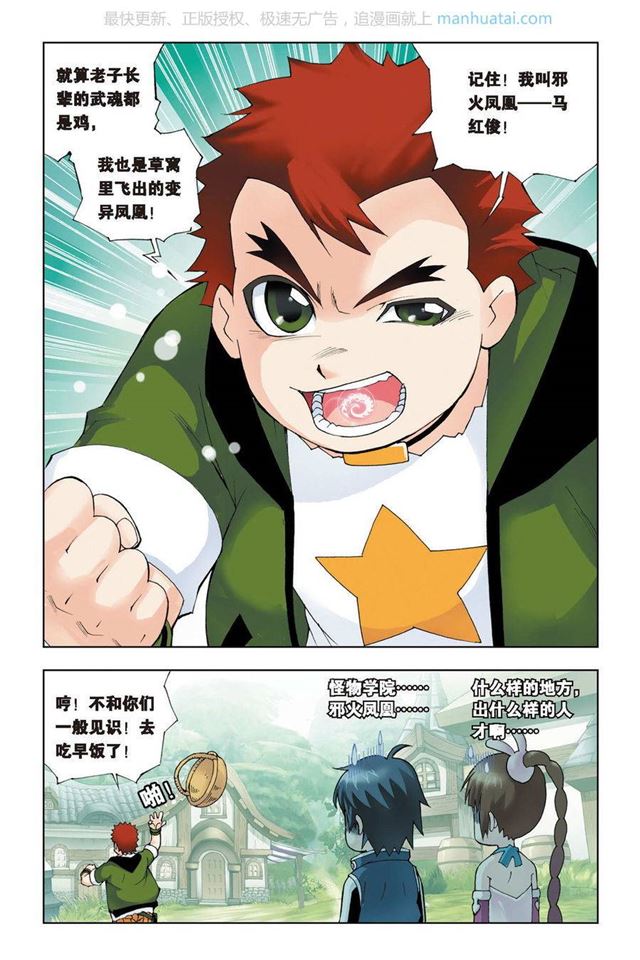 最快更新、正版授权、极速无广告，追漫画就上 manhuatai.com
记住！我叫邪
火凤凰——马
红俊！
就算老子长
辈的武魂都
是鸡，
我也是草窝
里飞出的变
异凤凰！
什么样的地方，
出什么样的人
才啊……
怪物学院……
邪火凤凰……
哼！不和你们
一般见识！去
吃早饭了！
啪！